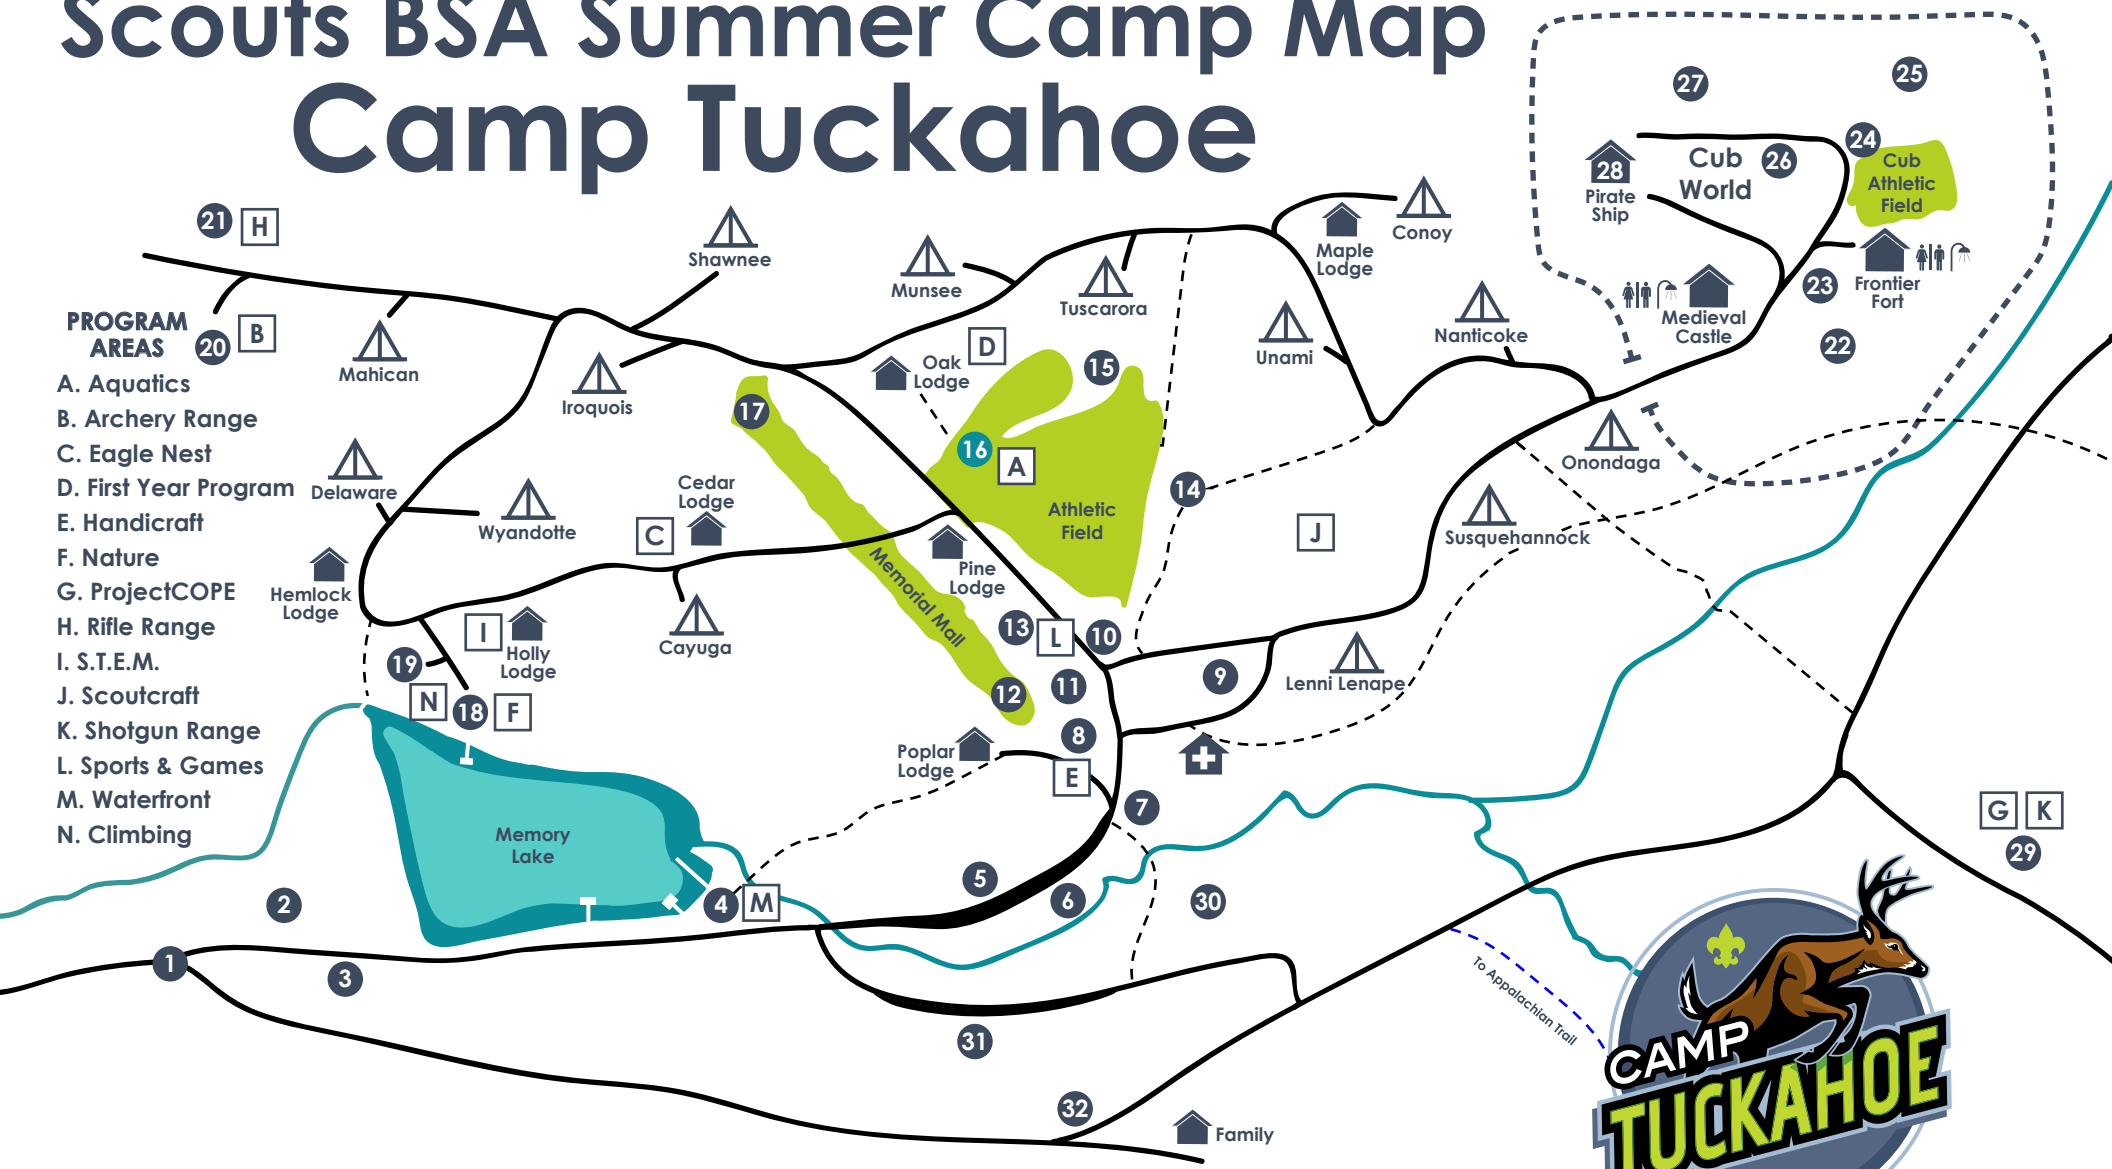 Scouts BSA Summer Camp Map
Camp Tuckahoe
27
25
24
Cub
World
26
28
Pirate
Ship
Cub
Athletic
Field
21
H
Shawnee
Munsee
Tuscarora
Maple
Lodge
Conoy
Medieval
Castle
23
Frontier
Fort
22
PROGRAM
AREAS
A. Aquatics
B. Archery Range
C. Eagle Nest
D. First Year Program
E. Handicraft
F. Nature
G. ProjectCOPE
H. Rifle Range
I. S.T.E.M.
J. Scoutcraft
K. Shotgun Range
L. Sports & Games
M. Waterfront
N. Climbing
20
B
Mahican
Iroquois
17
Oak
Lodge
D
15
Unami
Nanticoke
16
A
Athletic
Field
14
Onondaga
Delaware
Wyandotte
Cedar
Lodge
C
Memorial Mall
Pine
Lodge
J
Susquehannock
Hemlock
Lodge
I
Holly
Lodge
Cayuga
13
L
10
19
N
18
F
12
11
9
Lenni Lenape
8
Poplar
Lodge
E
7
Memory
Lake
G
K
29
2
4
M
5
6
30
1
3
31
32
Family
To Appalachian Trail
CAMP
TUCKAHOE